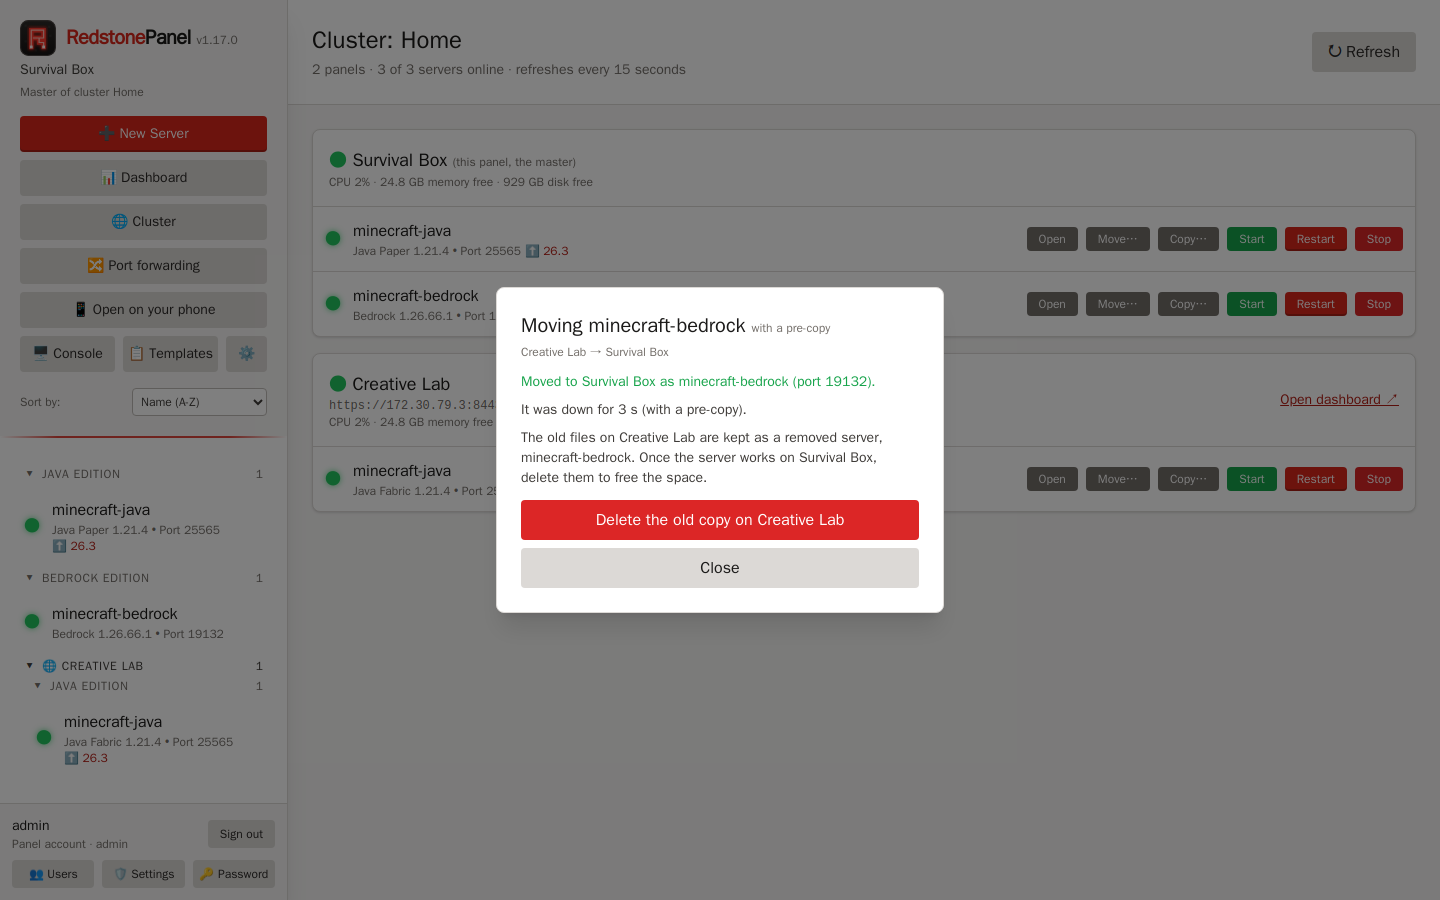 RedstonePanel v1.17.0
Survival Box
Master of cluster Home
➕ New Server
📊 Dashboard
🌐 Cluster
🔀 Port forwarding
📱 Open on your phone
🖥️ Console
📋 Templates
⚙️
Sort by:
Name (A-Z)
▼ JAVA EDITION 1
minecraft-java
Java Paper 1.21.4 • Port 25565
⬆️ 26.3
▼ BEDROCK EDITION 1
minecraft-bedrock
Bedrock 1.26.66.1 • Port 19132
▼ 🌐 CREATIVE LAB 1
▼ JAVA EDITION 1
minecraft-java
Java Fabric 1.21.4 • Port 25565
⬆️ 26.3
admin
Panel account · admin
Sign out
👥 Users
🛡️ Settings
🔑 Password
Cluster: Home
2 panels · 3 of 3 servers online · refreshes every 15 seconds
↻ Refresh
Survival Box (this panel, the master)
CPU 2% · 24.8 GB memory free · 929 GB disk free
minecraft-java
Java Paper 1.21.4 • Port 25565 ⬆️ 26.3
Open Move… Copy… Start Restart Stop
minecraft-bedrock
Bedrock 1.26.66.1 • Port 1
Open Move… Copy… Start Restart Stop
Creative Lab
https://172.30.79.3:844
CPU 2% · 24.8 GB memory free
Open dashboard ↗
minecraft-java
Java Fabric 1.21.4 • Port 25
Open Move… Copy… Start Restart Stop
Moving minecraft-bedrock with a pre-copy
Creative Lab → Survival Box
Moved to Survival Box as minecraft-bedrock (port 19132).
It was down for 3 s (with a pre-copy).
The old files on Creative Lab are kept as a removed server,
minecraft-bedrock. Once the server works on Survival Box,
delete them to free the space.
Delete the old copy on Creative Lab
Close